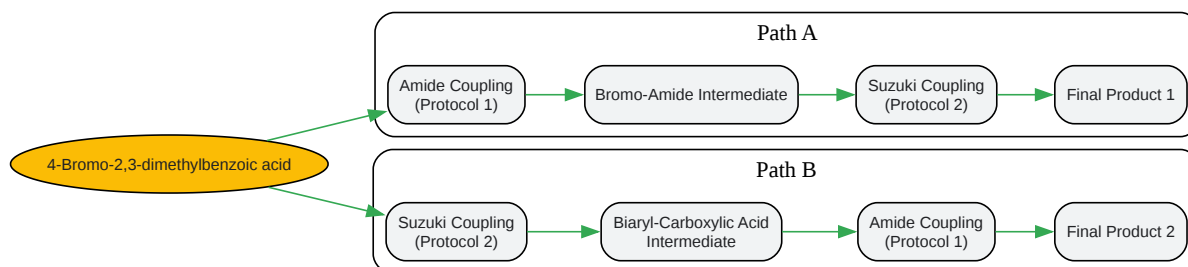 Path A
Amide Coupling
(Protocol 1)
Bromo-Amide Intermediate
Suzuki Coupling
(Protocol 2)
Final Product 1
4-Bromo-2,3-dimethylbenzoic acid
Path B
Suzuki Coupling
(Protocol 2)
Biaryl-Carboxylic Acid
Intermediate
Amide Coupling
(Protocol 1)
Final Product 2